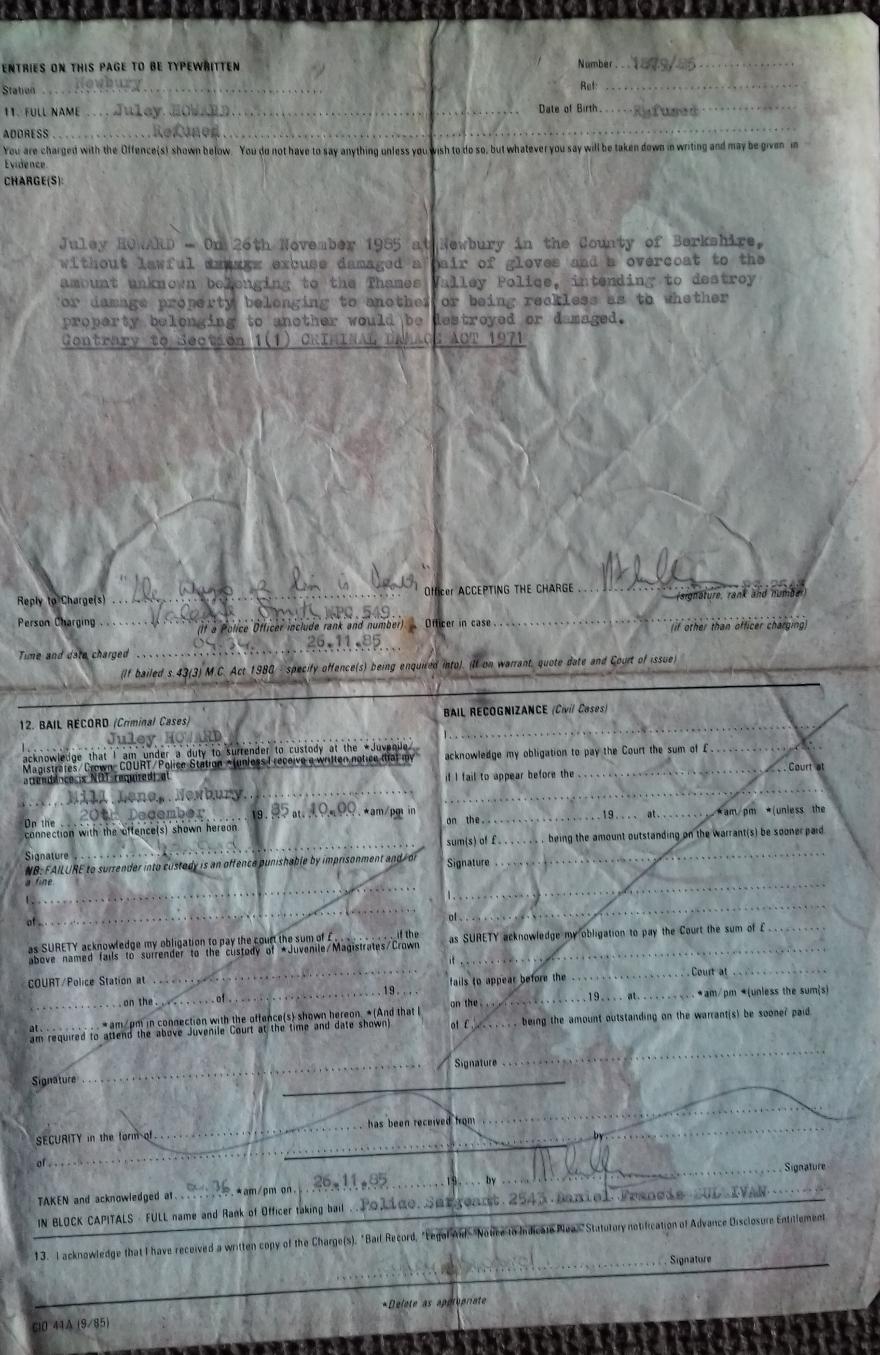 ENTRIES ON THIS PAGE TO BE TYPEWRITTEN
Number 1879/85
Station Newbury
Ref:
11. FULL NAME Juley HOWARD
Date of Birth Refused
ADDRESS Refused
You are charged with the Offence(s) shown below. You do not have to say anything unless you wish to do so, but whatever you say will be taken down in writing and may be given in
Evidence.
CHARGE(S):
Juley HOWARD - On 26th November 1985 at Newbury in the County of Berkshire,
without lawful excuse damaged a pair of gloves and a overcoat to the
amount unknown belonging to the Thames Valley Police, intending to destroy
or damage property belonging to another or being reckless as to whether
property belonging to another would be destroyed or damaged.
Contrary to Section 1(1) CRIMINAL DAMAGE ACT 1971
Reply to Charge(s) "The wages of sin is Death"
Officer ACCEPTING THE CHARGE PS 2543
(signature, rank and number)
Person Charging Smith WPC.549
(If a Police Officer include rank and number)
Officer in case
(if other than officer charging)
Time and date charged 26.11.85
(If bailed s.43(3) M.C. Act 1980 - specify offence(s) being enquired into). (If on warrant, quote date and Court of issue)
12. BAIL RECORD (Criminal Cases)
I Juley HOWARD
acknowledge that I am under a duty to surrender to custody at the *Juvenile/
Magistrates/Crown COURT/Police Station *(unless I receive a written notice that my
attendance is NOT required) at
Mill Lane, Newbury
On the 20th December 19 85 at 10.00 *am/pm in
connection with the offence(s) shown hereon
Signature
NB: FAILURE to surrender into custody is an offence punishable by imprisonment and/or
a fine.
I
of
as SURETY acknowledge my obligation to pay the court the sum of £ if the
above named fails to surrender to the custody of *Juvenile/Magistrates/Crown
COURT/Police Station at
on the of 19
at *am/pm in connection with the offence(s) shown hereon. *(And that I
am required to attend the above Juvenile Court at the time and date shown)
Signature
BAIL RECOGNIZANCE (Civil Cases)
I
acknowledge my obligation to pay the Court the sum of £
if I fail to appear before the Court at
on the 19 at *am/pm *(unless the
sum(s) of £ being the amount outstanding on the warrant(s) be sooner paid.
Signature
I
of
as SURETY acknowledge my obligation to pay the Court the sum of £
if
fails to appear before the Court at
on the 19 at *am/pm *(unless the sum(s)
of £ being the amount outstanding on the warrant(s) be sooner paid.
Signature
SECURITY in the form of has been received from
of by
TAKEN and acknowledged at *am/pm on 26.11.85 19 by Signature
IN BLOCK CAPITALS - FULL name and Rank of Officer taking bail Police Sergeant 2543 Daniel Francis SULLIVAN
13. I acknowledge that I have received a written copy of the Charge(s), *Bail Record, *Legal Aid, *Notice to Indicate Plea, *Statutory notification of Advance Disclosure Entitlement
Signature
*Delete as appropriate
CID 44A (9/85)